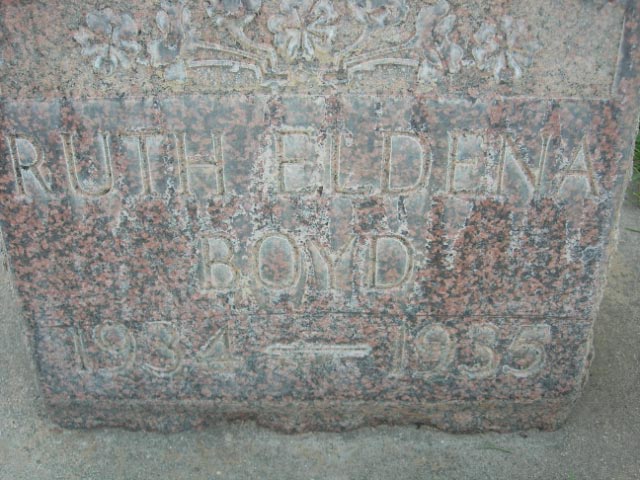 RUTH ELDENA
BOYD
1934 — 1935